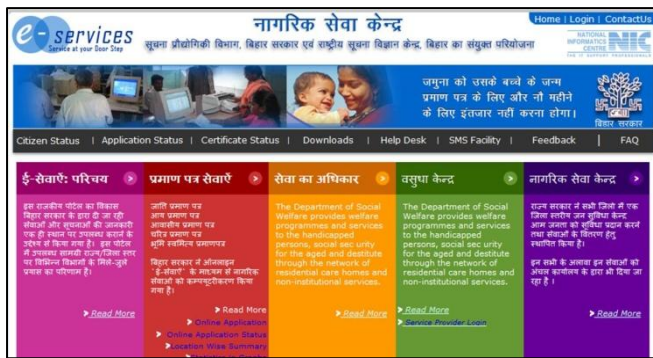 e-services
Service at your Door Step
नागरिक सेवा केन्द्र
सूचना प्रौद्योगिकी विभाग, बिहार सरकार एवं राष्ट्रीय सूचना विज्ञान केन्द्र, बिहार का संयुक्त परियोजना
Home | Login | ContactUs
NATIONAL
INFORMATICS
CENTRE
NIC
जमुना को उसके बच्चे के जन्म
प्रमाण पत्र के लिए और नौ महीने
के लिए इंतजार नहीं करना होगा।
बिहार सरकार
Citizen Status | Application Status | Certificate Status | Downloads | Help Desk | SMS Facility | Feedback | FAQ
ई-सेवाऐं: परिचय
इस राजकीय पोर्टल का विकास
बिहार सरकार के द्वारा दी जा रही
सेवाओं और सूचनाओं की जानकारी
एक ही स्थान पर उपलब्ध कराने के
उद्देश्य से किया गया है। इस पोर्टल
में उपलब्ध सामग्री राज्य/जिला स्तर
पर विभिन्न विभागों के मिले-जुले
प्रयास का परिणाम है।
Read More
प्रमाण पत्र सेवाऐं
जाति प्रमाण पत्र
आय प्रमाण पत्र
आवासीय प्रमाण पत्र
चरित्र प्रमाण पत्र
भूमि स्वामित्व प्रमाणपत्र
बिहार सरकार ने ऑनलाइन
'ई-सेवाऐं' के माध्यम से नागरिक
सेवाओं को कम्प्यूटरीकरण किया
गया है।
Read More
Online Application
Online Application Status
Location Wise Summary
सेवा का अधिकार
The Department of Social
Welfare provides welfare
programmes and services
to the handicapped
persons, social sec urity
for the aged and destitute
through the network of
residential care homes and
non-institutional services.
Read More
वसुधा केन्द्र
The Department of Social
Welfare provides welfare
programmes and services
to the handicapped
persons, social sec urity
for the aged and destitute
through the network of
residential care homes and
non-institutional services.
Read More
Service Provider Login
नागरिक सेवा केन्द्र
राज्य सरकार ने सभी जिलों में एक
जिला स्तरीय जन सुविधा केन्द्र
आम जनता को सुविधा प्रदान करने
तथा सेवाओं के वितरण हेतु
स्थापित किया है।
इन सभी के अलावा इन सेवाओं को
अंचल कार्यालय के द्वारा भी दिया जा
रहा है ।
Read More